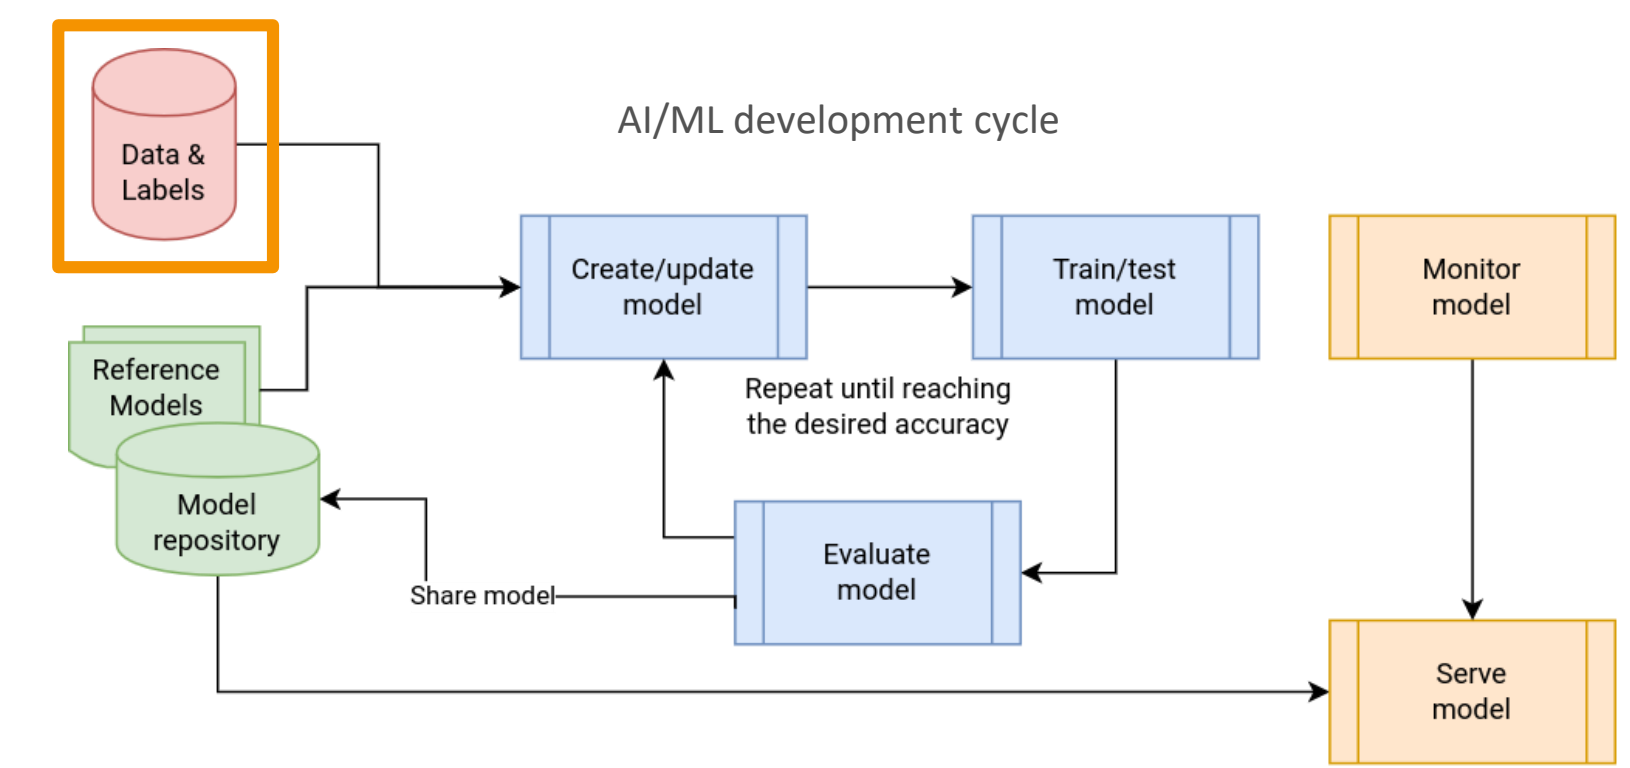 AI/ML development cycle
Data &
Labels
Create/update
model
Train/test
model
Monitor
model
Reference
Models
Repeat until reaching
the desired accuracy
Model
repository
Evaluate
model
Share model
Serve
model